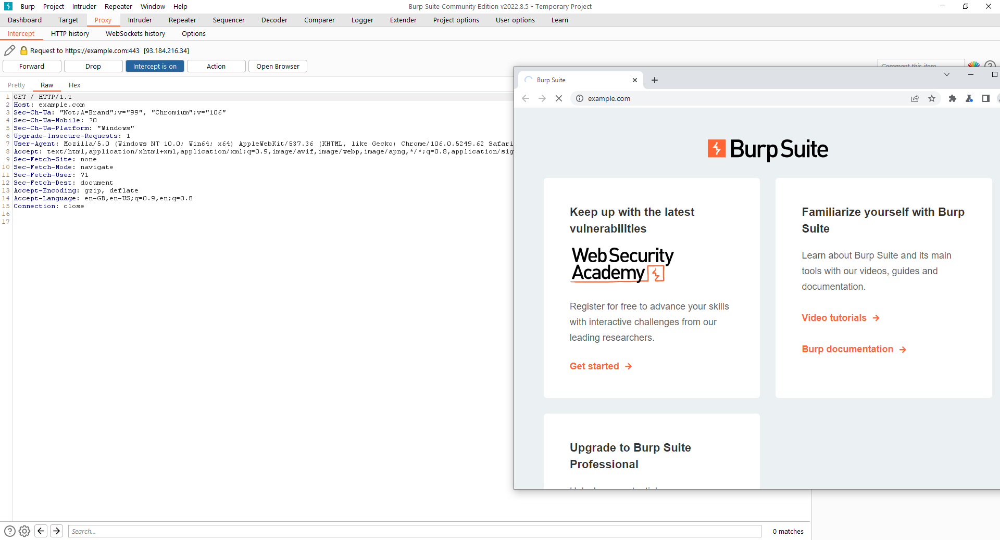 Burp Project Intruder Repeater Window Help
Burp Suite Community Edition v2022.8.5 - Temporary Project
Dashboard Target Proxy Intruder Repeater Sequencer Decoder Comparer Logger Extender Project options User options Learn
Intercept HTTP history WebSockets history Options
Request to https://example.com:443 [93.184.216.34]
Forward Drop Intercept is on Action Open Browser
Comment this item
Pretty Raw Hex
1 GET / HTTP/1.1
2 Host: example.com
3 Sec-Ch-Ua: "Not;A=Brand";v="99", "Chromium";v="106"
4 Sec-Ch-Ua-Mobile: ?0
5 Sec-Ch-Ua-Platform: "Windows"
6 Upgrade-Insecure-Requests: 1
7 User-Agent: Mozilla/5.0 (Windows NT 10.0; Win64; x64) AppleWebKit/537.36 (KHTML, like Gecko) Chrome/106.0.5249.62 Safari
8 Accept: text/html,application/xhtml+xml,application/xml;q=0.9,image/avif,image/webp,image/apng,*/*;q=0.8,application/sig
9 Sec-Fetch-Site: none
10 Sec-Fetch-Mode: navigate
11 Sec-Fetch-User: ?1
12 Sec-Fetch-Dest: document
13 Accept-Encoding: gzip, deflate
14 Accept-Language: en-GB,en-US;q=0.9,en;q=0.8
15 Connection: close
16
17
Burp Suite
example.com
Burp Suite
Keep up with the latest
vulnerabilities
Web Security
Academy
Register for free to advance your skills
with interactive challenges from our
leading researchers.
Get started →
Familiarize yourself with Burp
Suite
Learn about Burp Suite and its main
tools with our videos, guides and
documentation.
Video tutorials →
Burp documentation →
Upgrade to Burp Suite
Professional
Search...
0 matches